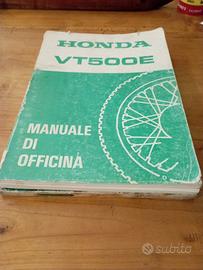 HONDA
VT500E
MANUALE
DI
OFFICINA
subito